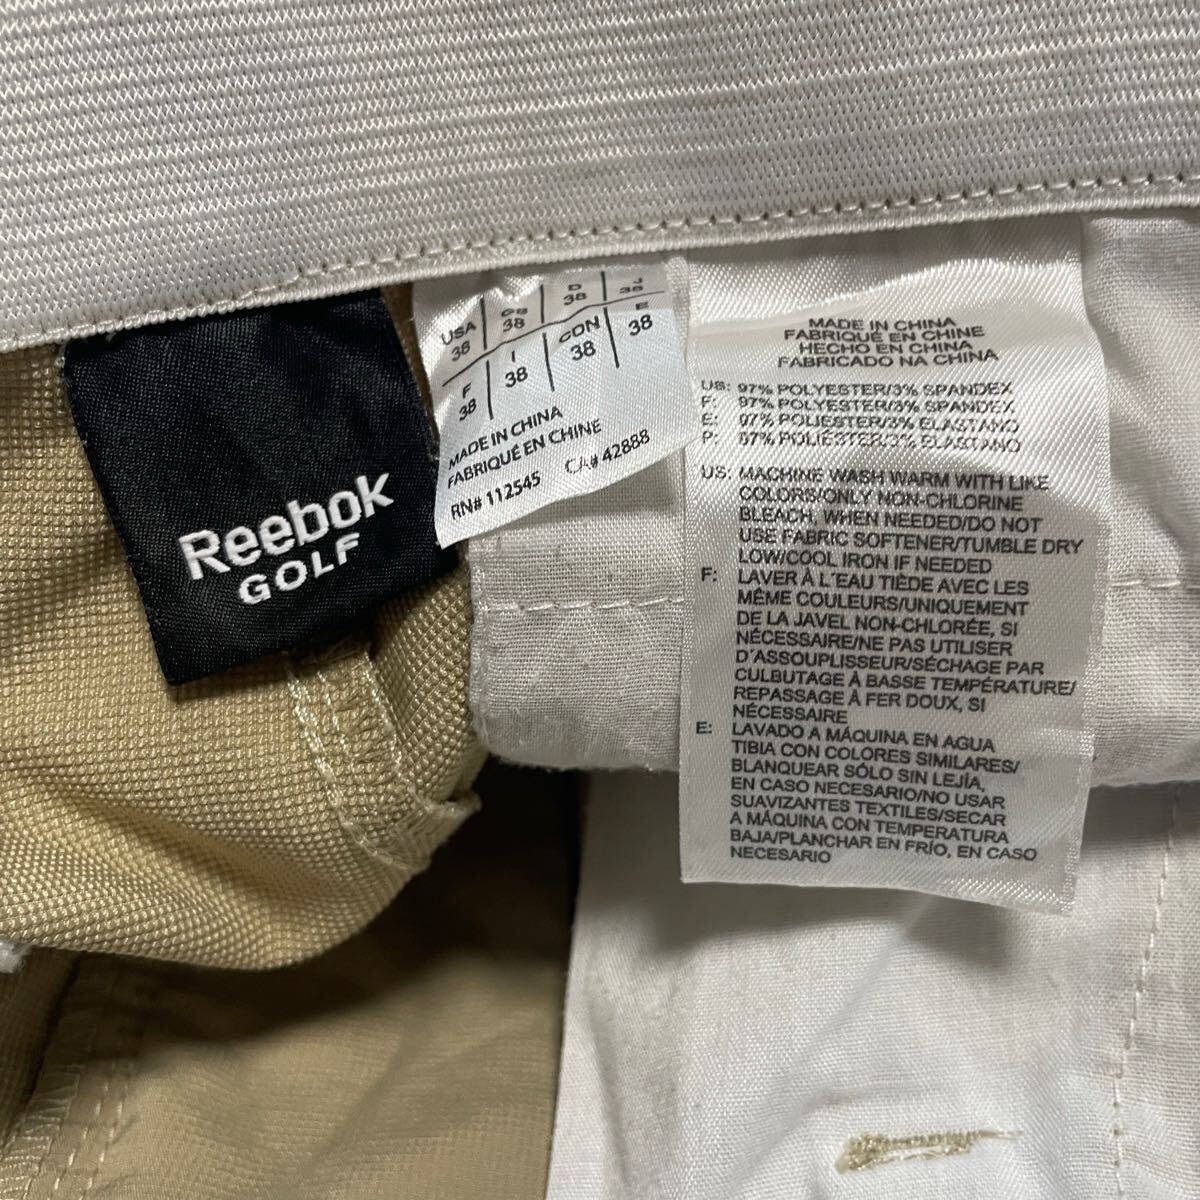 Reebok
GOLF
USA GB D J
38 38 38 38
F I CON E
38 38 38 38
MADE IN CHINA
FABRIQUÉ EN CHINE
RN# 112545 CA# 42888
MADE IN CHINA
FABRIQUÉ EN CHINE
HECHO EN CHINA
FABRICADO NA CHINA
US: 97% POLYESTER/3% SPANDEX
F: 97% POLYESTER/3% SPANDEX
E: 97% POLIESTER/3% ELASTANO
P: 97% POLIÉSTER/3% ELASTANO
US: MACHINE WASH WARM WITH LIKE
COLORS/ONLY NON-CHLORINE
BLEACH, WHEN NEEDED/DO NOT
USE FABRIC SOFTENER/TUMBLE DRY
LOW/COOL IRON IF NEEDED
F: LAVER À L´EAU TIÈDE AVEC LES
MÊME COULEURS/UNIQUEMENT
DE LA JAVEL NON-CHLORÉE, SI
NÉCESSAIRE/NE PAS UTILISER
D´ASSOUPLISSEUR/SÉCHAGE PAR
CULBUTAGE À BASSE TEMPÉRATURE/
REPASSAGE À FER DOUX, SI
NÉCESSAIRE
E: LAVADO A MÁQUINA EN AGUA
TIBIA CON COLORES SIMILARES/
BLANQUEAR SÓLO SIN LEJÍA,
EN CASO NECESARIO/NO USAR
SUAVIZANTES TEXTILES/SECAR
A MÁQUINA CON TEMPERATURA
BAJA/PLANCHAR EN FRÍO, EN CASO
NECESARIO